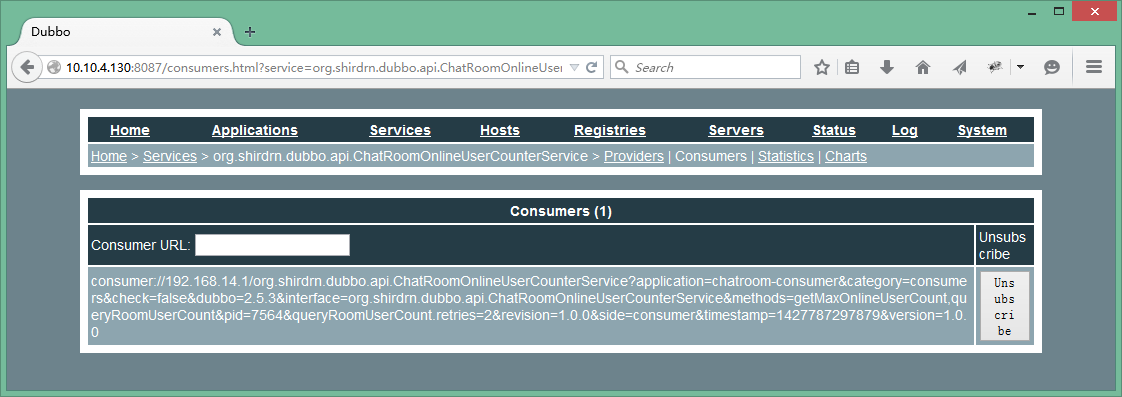 Dubbo
10.10.4.130:8087/consumers.html?service=org.shirdrn.dubbo.api.ChatRoomOnlineUser
Search
Home Applications Services Hosts Registries Servers Status Log System
Home > Services > org.shirdrn.dubbo.api.ChatRoomOnlineUserCounterService > Providers | Consumers | Statistics | Charts
Consumers (1)
Consumer URL:
Unsubs
cribe
consumer://192.168.14.1/org.shirdrn.dubbo.api.ChatRoomOnlineUserCounterService?application=chatroom-consumer&category=consume
rs&check=false&dubbo=2.5.3&interface=org.shirdrn.dubbo.api.ChatRoomOnlineUserCounterService&methods=getMaxOnlineUserCount,qu
eryRoomUserCount&pid=7564&queryRoomUserCount.retries=2&revision=1.0.0&side=consumer&timestamp=1427787297879&version=1.0.
0
Uns
ubs
cri
be